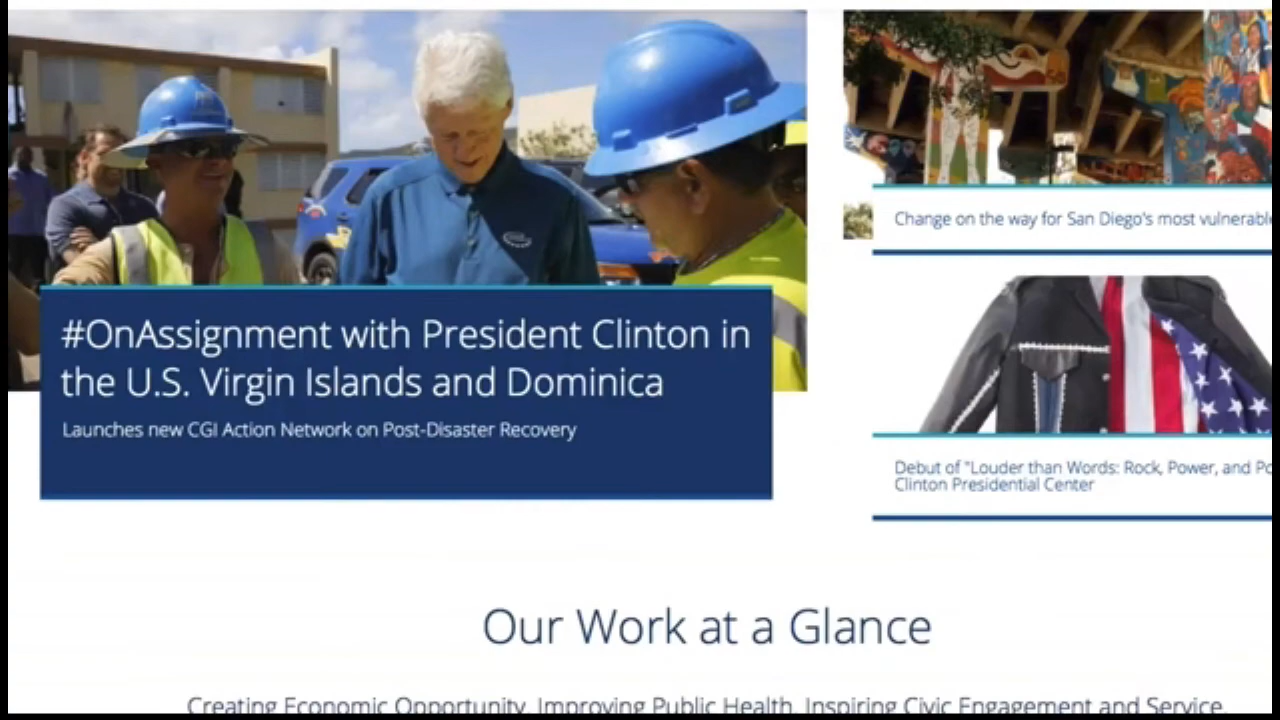 #OnAssignment with President Clinton in
the U.S. Virgin Islands and Dominica
Launches new CGI Action Network on Post-Disaster Recovery
Change on the way for San Diego's most vulnerable
Debut of "Louder than Words: Rock, Power, and Po
Clinton Presidential Center
Our Work at a Glance
Creating Economic Opportunity, Improving Public Health, Inspiring Civic Engagement and Service.